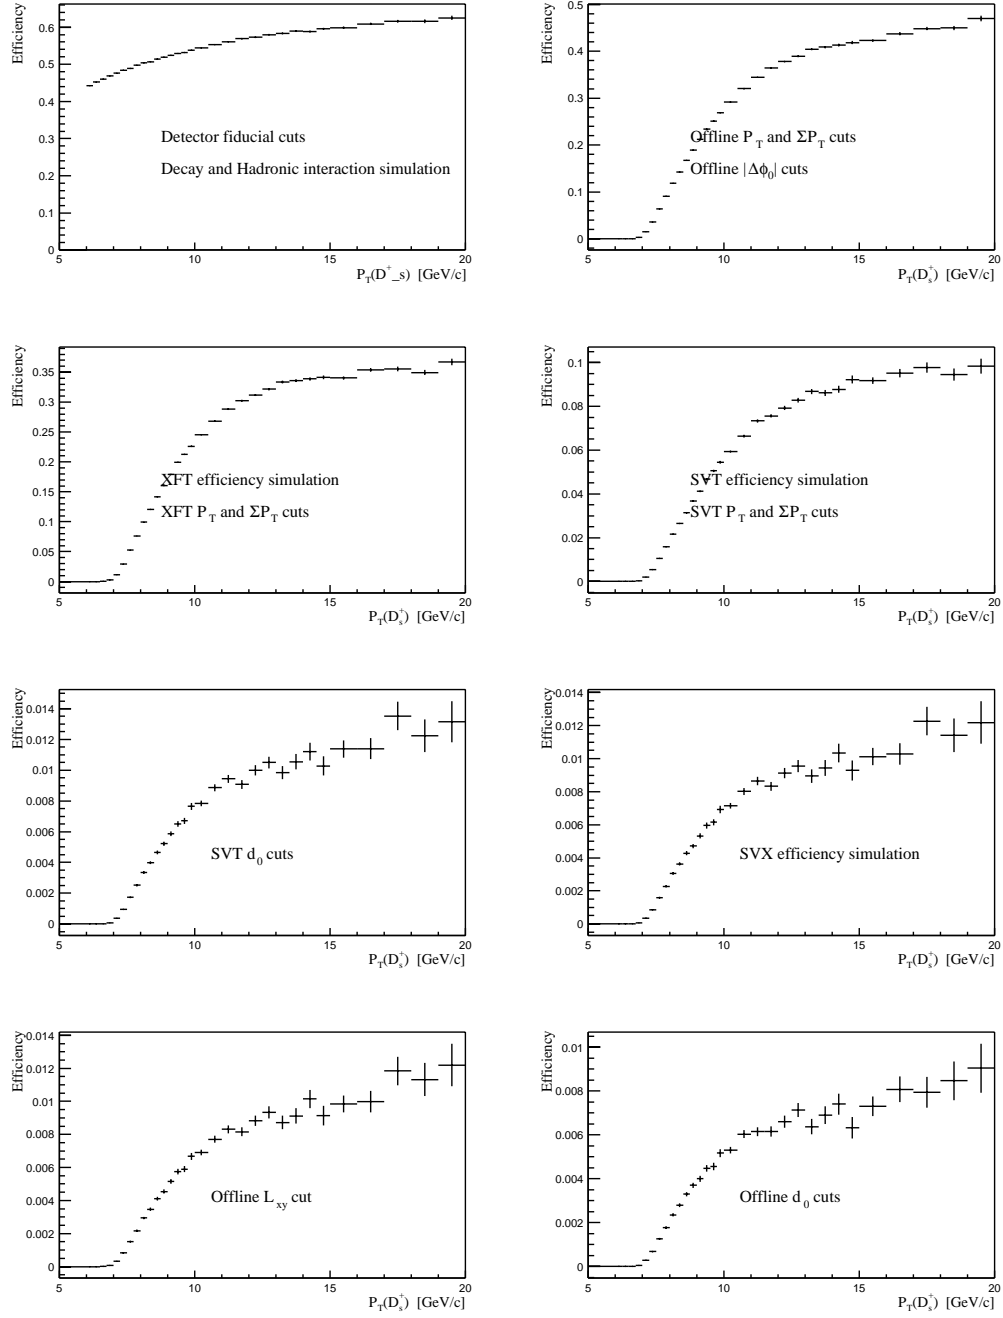 Efficiency
0.6
0.5
0.4
0.3
0.2
0.1
0
5 10 15 20
P_T(D^+_s) [GeV/c]
Detector fiducial cuts
Decay and Hadronic interaction simulation
Efficiency
0.5
0.4
0.3
0.2
0.1
0
5 10 15 20
P_T(D_s^+) [GeV/c]
Offline P_T and ΣP_T cuts
Offline |Δϕ_0| cuts
Efficiency
0.35
0.3
0.25
0.2
0.15
0.1
0.05
0
5 10 15 20
P_T(D_s^+) [GeV/c]
XFT efficiency simulation
XFT P_T and ΣP_T cuts
Efficiency
0.1
0.08
0.06
0.04
0.02
0
5 10 15 20
P_T(D_s^+) [GeV/c]
SVT efficiency simulation
SVT P_T and ΣP_T cuts
Efficiency
0.014
0.012
0.01
0.008
0.006
0.004
0.002
0
5 10 15 20
P_T(D_s^+) [GeV/c]
SVT d_0 cuts
Efficiency
0.014
0.012
0.01
0.008
0.006
0.004
0.002
0
5 10 15 20
P_T(D_s^+) [GeV/c]
SVX efficiency simulation
Efficiency
0.014
0.012
0.01
0.008
0.006
0.004
0.002
0
5 10 15 20
P_T(D_s^+) [GeV/c]
Offline L_xy cut
Efficiency
0.01
0.008
0.006
0.004
0.002
0
5 10 15 20
P_T(D_s^+) [GeV/c]
Offline d_0 cuts